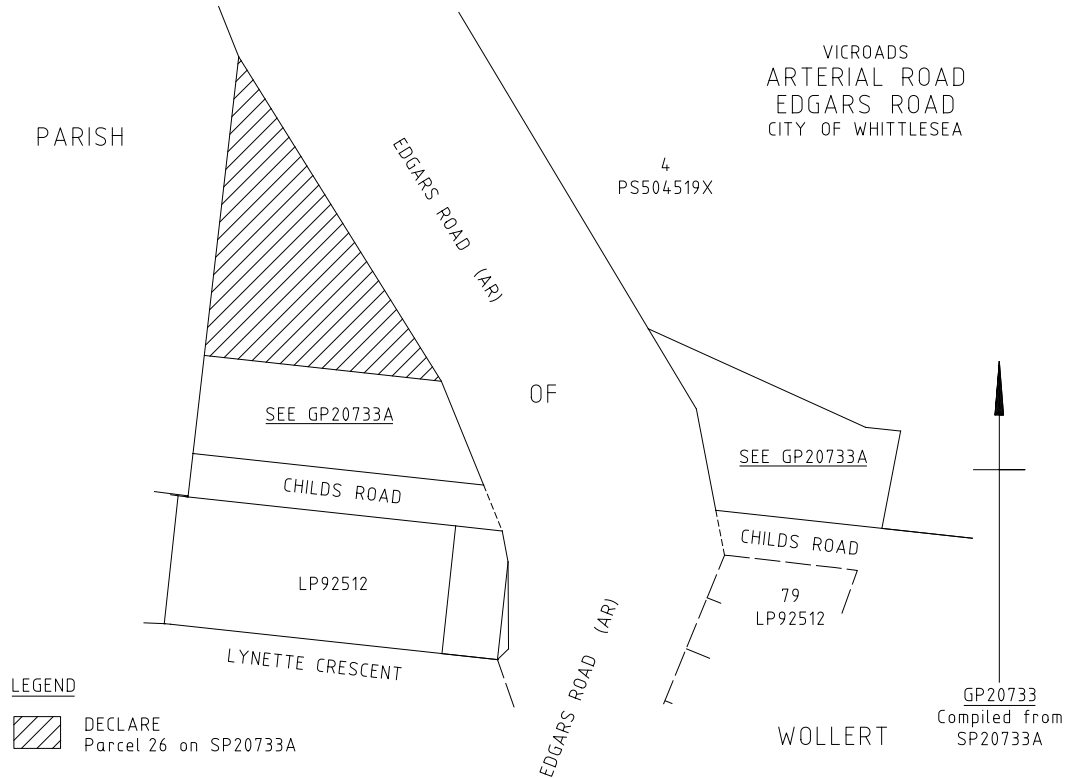 VICROADS
ARTERIAL ROAD
EDGARS ROAD
CITY OF WHITTLESEA
PARISH
4
PS504519X
EDGARS ROAD (AR)
OF
SEE GP20733A
SEE GP20733A
CHILDS ROAD
CHILDS ROAD
LP92512
79
LP92512
LYNETTE CRESCENT
EDGARS ROAD (AR)
LEGEND
DECLARE
Parcel 26 on SP20733A
WOLLERT
GP20733
Compiled from
SP20733A